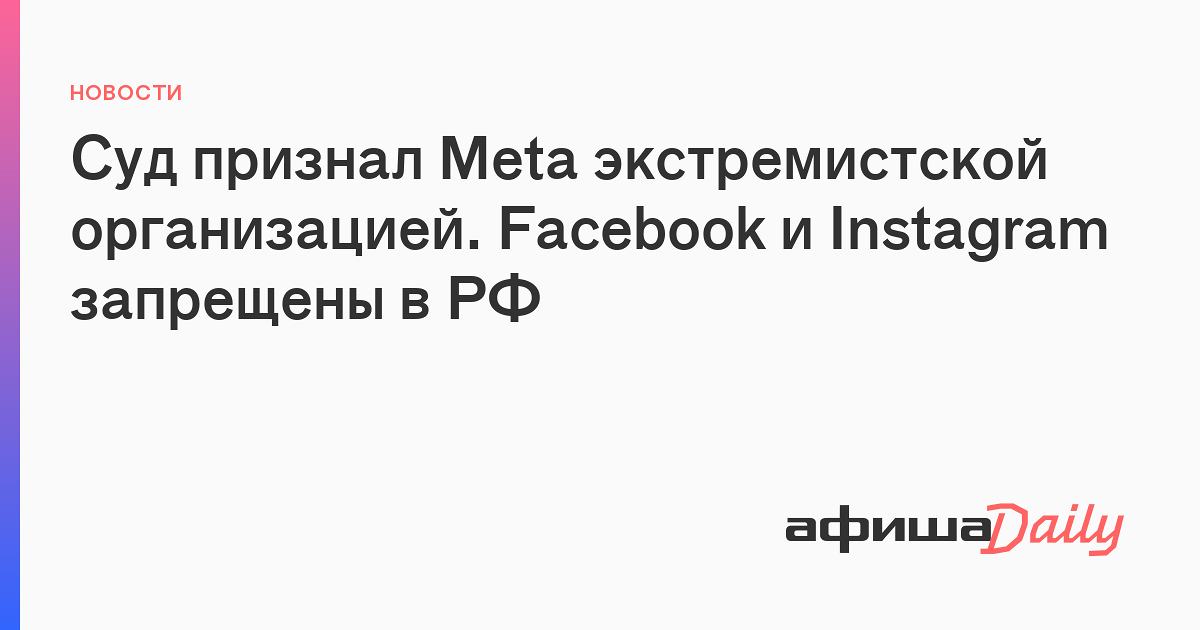 НОВОСТИ
Суд признал Meta экстремистской
организацией. Facebook и Instagram
запрещены в РФ
афишаDaily